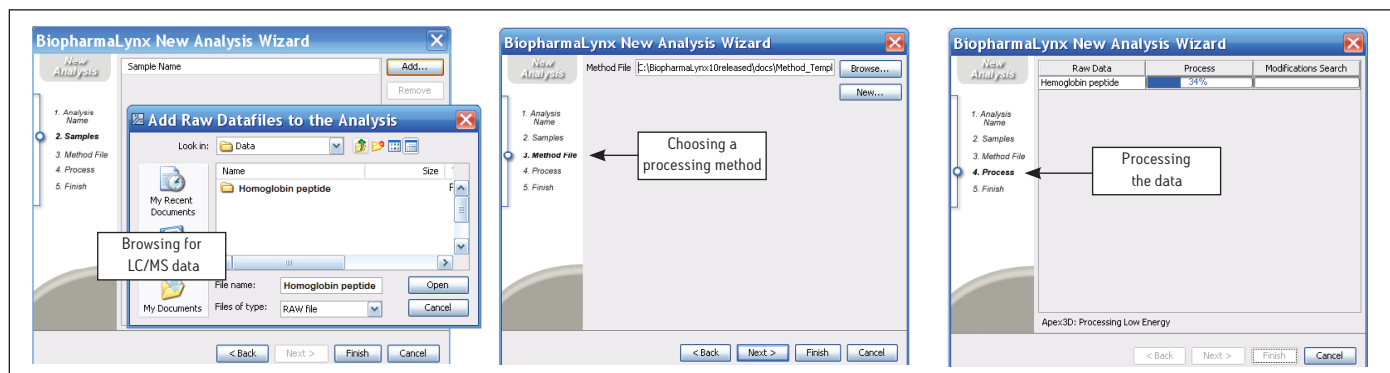 BiopharmaLynx New Analysis Wizard
New
Analysis
Sample Name
Add...
Remove
1. Analysis
Name
2. Samples
3. Method File
4. Process
5. Finish
Add Raw Datafiles to the Analysis
Look in:
Data
Name
Size
Homoglobin peptide
My Recent
Documents
Browsing for
LC/MS data
My Documents
File name:
Homoglobin peptide
Open
Files of type:
RAW file
Cancel
< Back
Next >
Finish
Cancel
BiopharmaLynx New Analysis Wizard
New
Analysis
Method File
C:\BiopharmaLynx10released\docs\Method_Templ
Browse...
New...
1. Analysis
Name
2. Samples
3. Method File
4. Process
5. Finish
Choosing a
processing method
< Back
Next >
Finish
Cancel
BiopharmaLynx New Analysis Wizard
New
Analysis
Raw Data
Process
Modifications Search
Hemoglobin peptide
34%
1. Analysis
Name
2. Samples
3. Method File
4. Process
5. Finish
Processing
the data
Apex3D: Processing Low Energy
< Back
Next >
Finish
Cancel